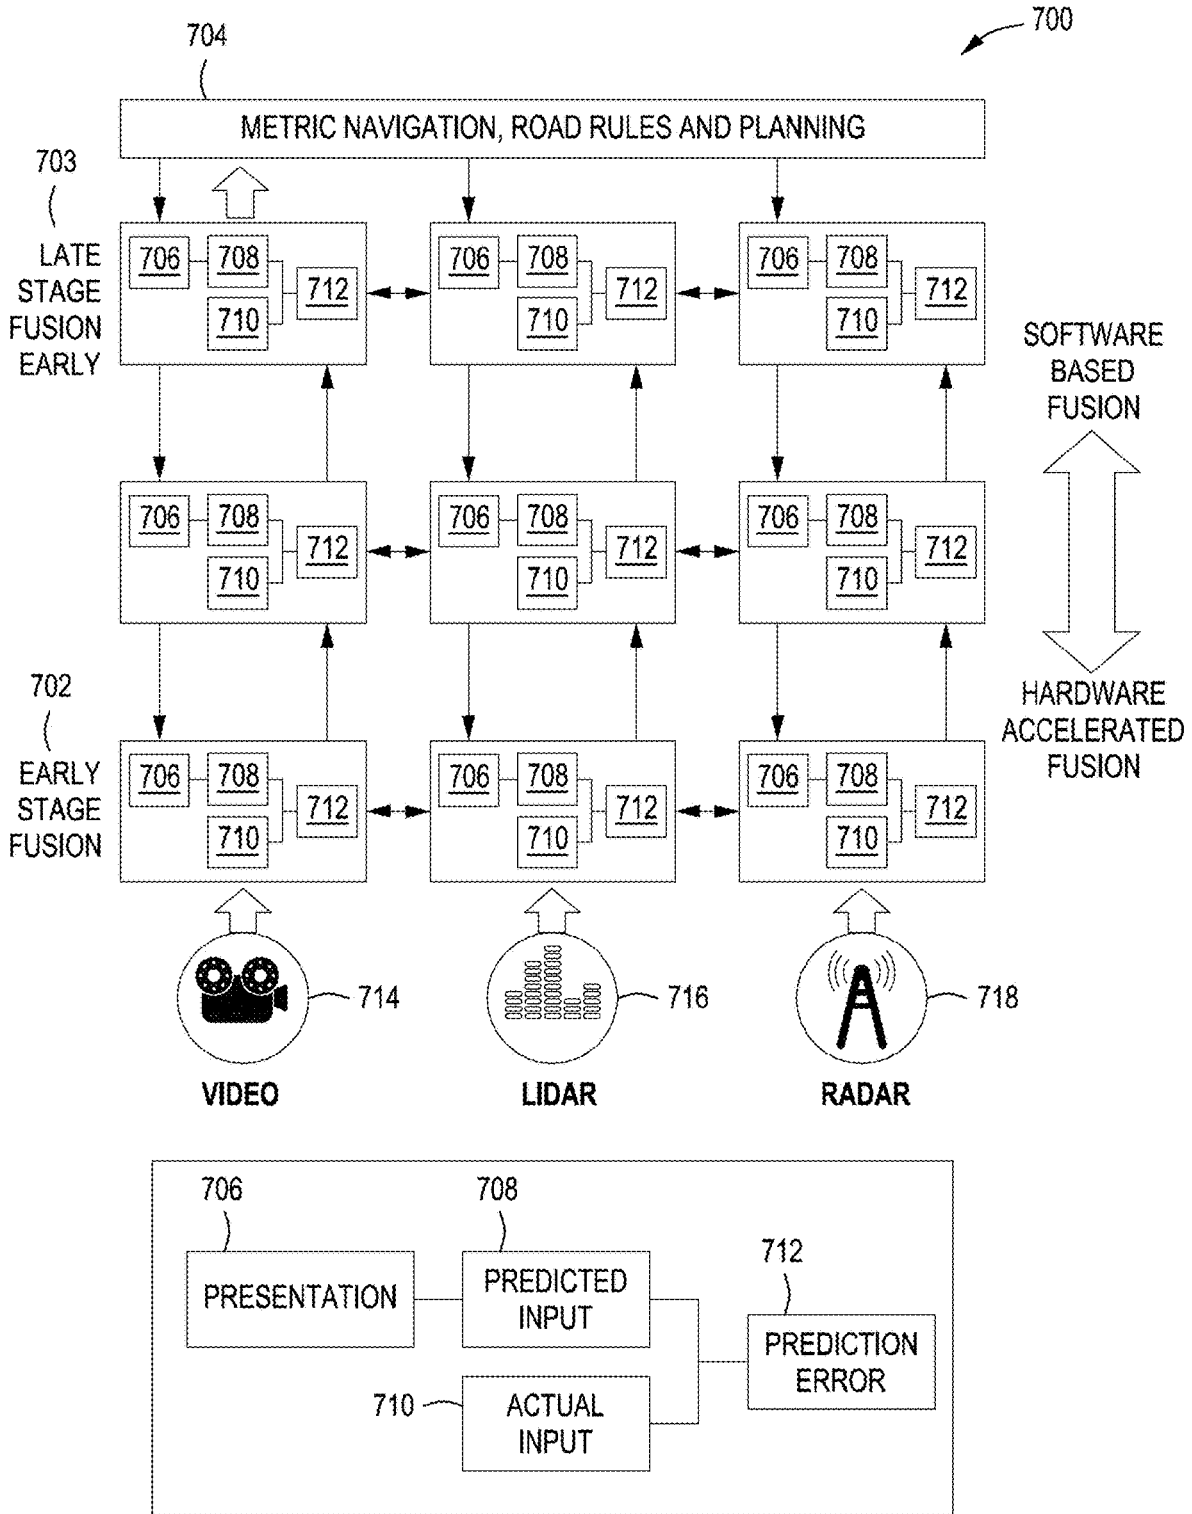 700
704
METRIC NAVIGATION, ROAD RULES AND PLANNING
703
LATE
STAGE
FUSION
EARLY
706 708 710 712
706 708 710 712
706 708 710 712
SOFTWARE
BASED
FUSION
706 708 710 712
706 708 710 712
706 708 710 712
HARDWARE
ACCELERATED
FUSION
702
EARLY
STAGE
FUSION
706 708 710 712
706 708 710 712
706 708 710 712
714
716
718
VIDEO
LIDAR
RADAR
706
708
712
PRESENTATION
PREDICTED
INPUT
PREDICTION
ERROR
710
ACTUAL
INPUT